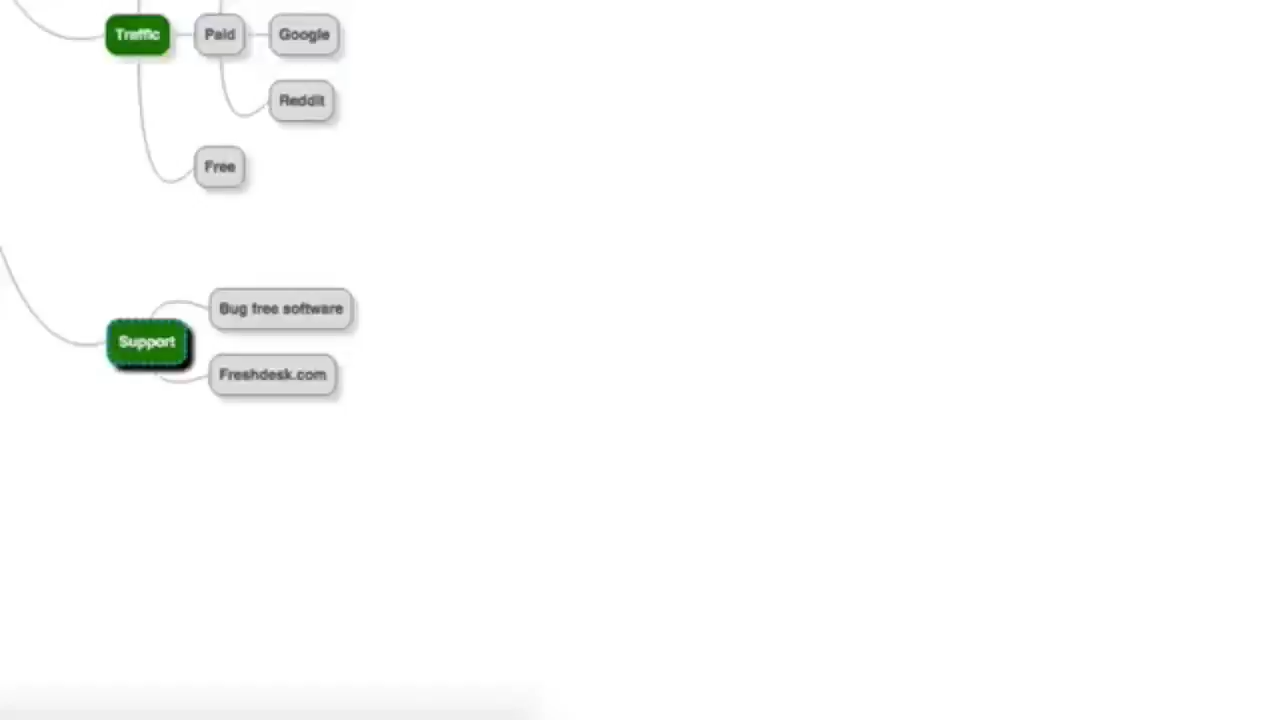 Traffic
Paid
Google
Reddit
Free
Bug free software
Support
Freshdesk.com